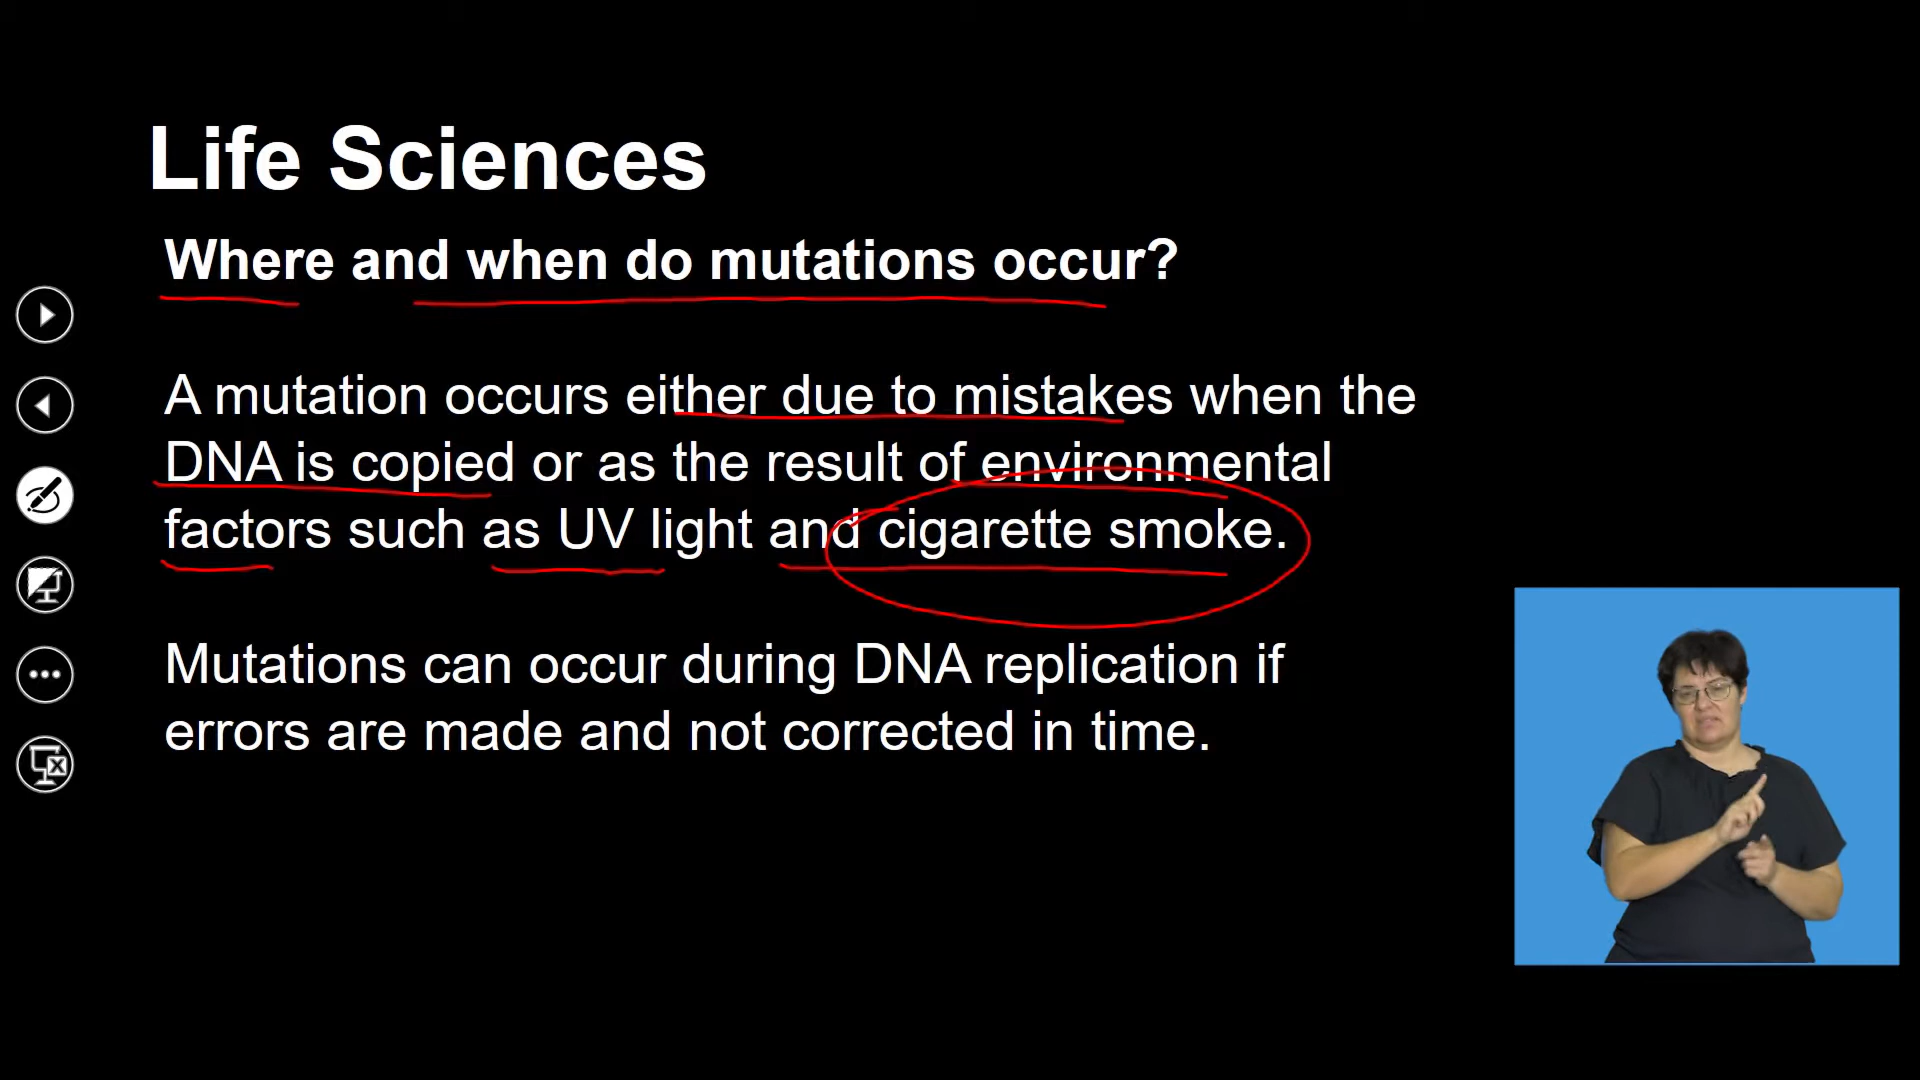 Life Sciences
Where and when do mutations occur?
A mutation occurs either due to mistakes when the
DNA is copied or as the result of environmental
factors such as UV light and cigarette smoke.
Mutations can occur during DNA replication if
errors are made and not corrected in time.